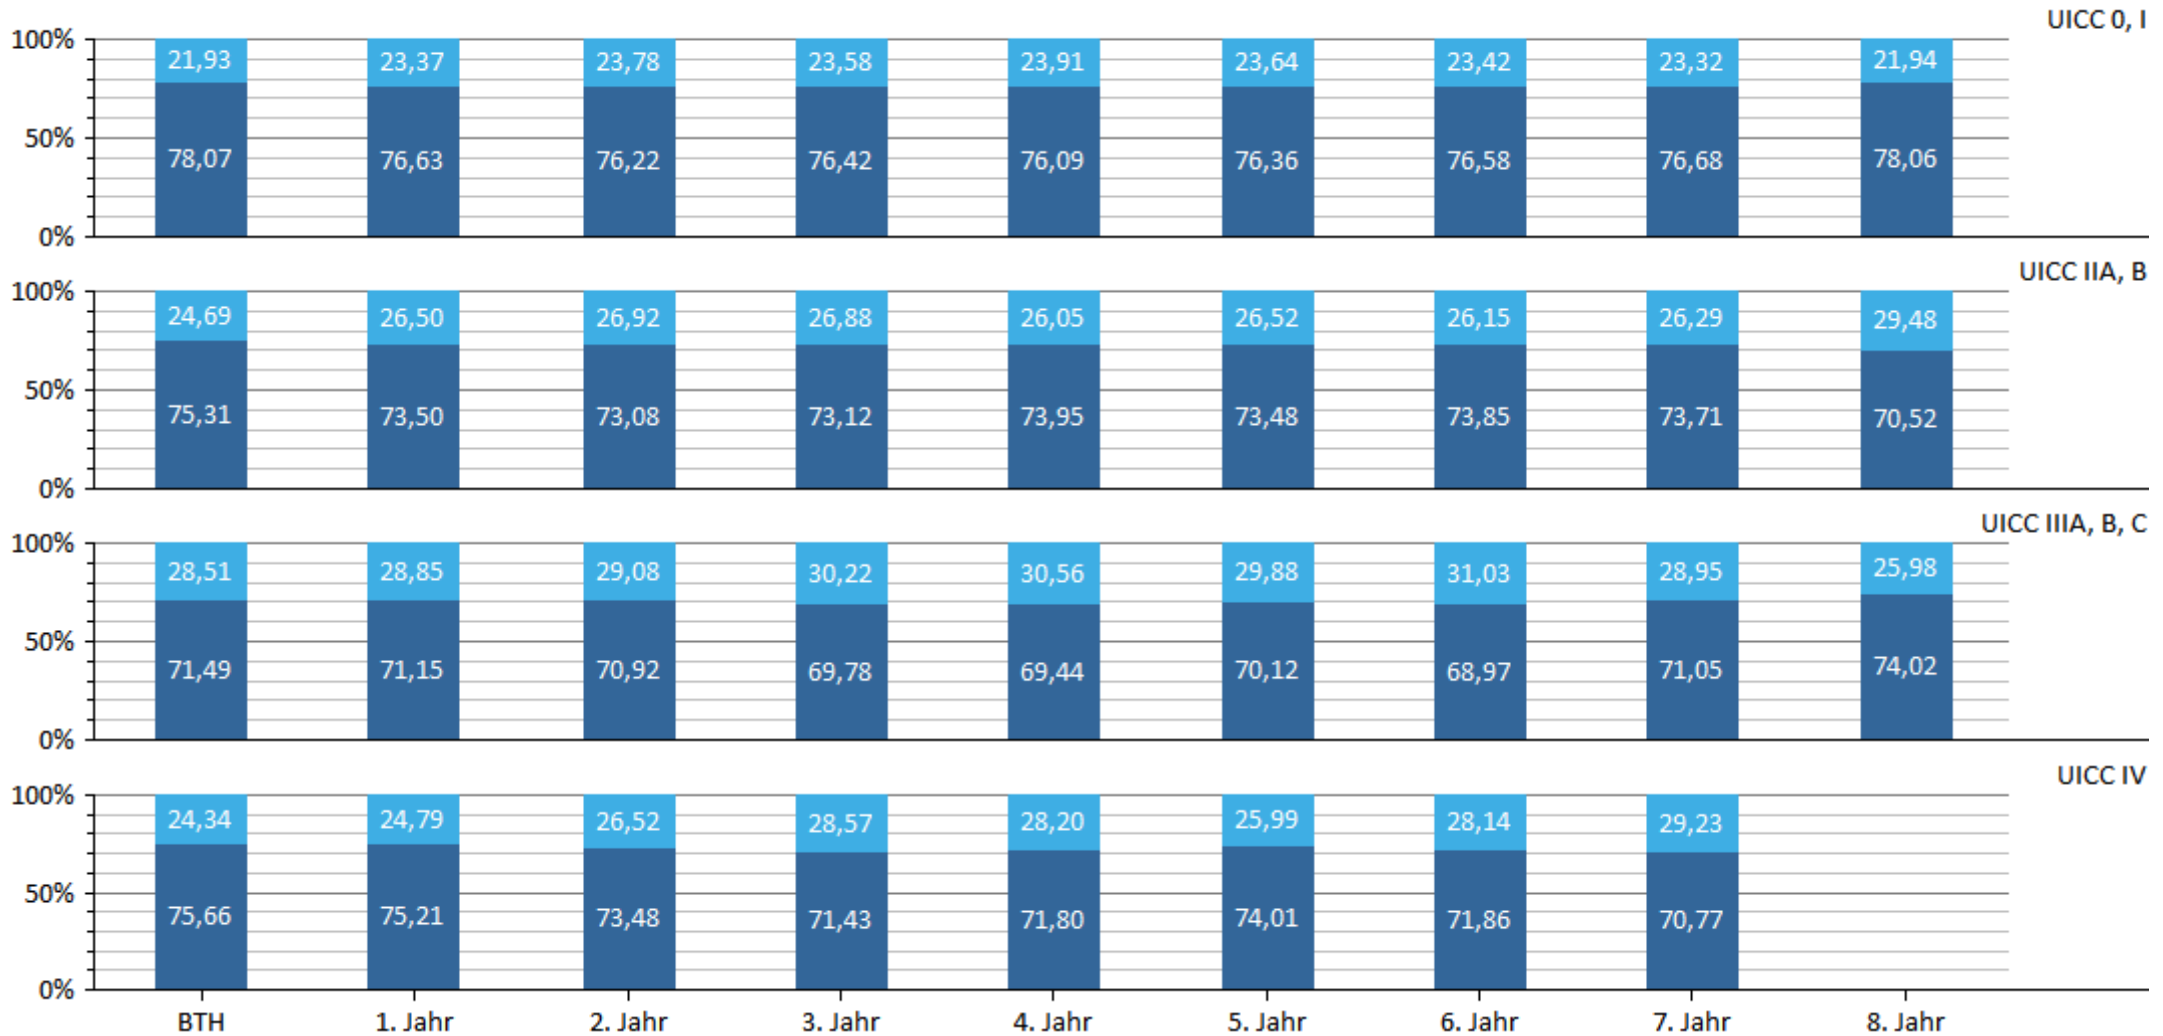 UICC 0, I
100%
21,93 23,37 23,78 23,58 23,91 23,64 23,42 23,32 21,94
50%
78,07 76,63 76,22 76,42 76,09 76,36 76,58 76,68 78,06
0%
UICC IIA, B
100%
24,69 26,50 26,92 26,88 26,05 26,52 26,15 26,29 29,48
50%
75,31 73,50 73,08 73,12 73,95 73,48 73,85 73,71 70,52
0%
UICC IIIA, B, C
100%
28,51 28,85 29,08 30,22 30,56 29,88 31,03 28,95 25,98
50%
71,49 71,15 70,92 69,78 69,44 70,12 68,97 71,05 74,02
0%
UICC IV
100%
24,34 24,79 26,52 28,57 28,20 25,99 28,14 29,23
50%
75,66 75,21 73,48 71,43 71,80 74,01 71,86 70,77
0%
BTH 1. Jahr 2. Jahr 3. Jahr 4. Jahr 5. Jahr 6. Jahr 7. Jahr 8. Jahr